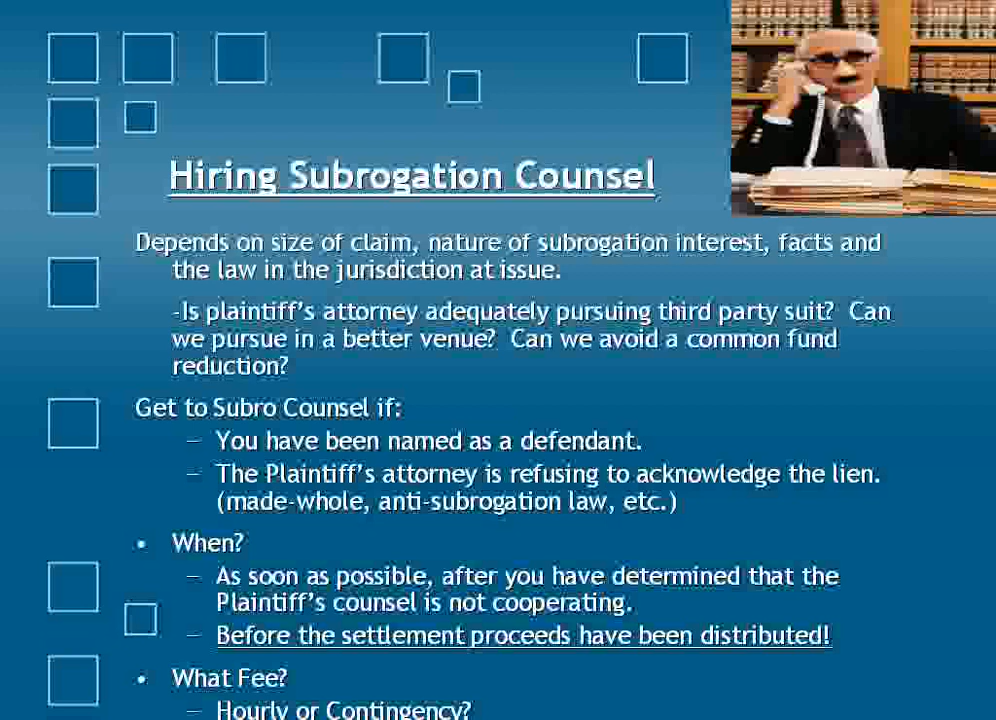 Hiring Subrogation Counsel
Depends on size of claim, nature of subrogation interest, facts and
the law in the jurisdiction at issue.
-Is plaintiff's attorney adequately pursuing third party suit? Can
we pursue in a better venue? Can we avoid a common fund
reduction?
Get to Subro Counsel if:
– You have been named as a defendant.
– The Plaintiff's attorney is refusing to acknowledge the lien.
(made-whole, anti-subrogation law, etc.)
• When?
– As soon as possible, after you have determined that the
Plaintiff's counsel is not cooperating.
– Before the settlement proceeds have been distributed!
• What Fee?
– Hourly or Contingency?